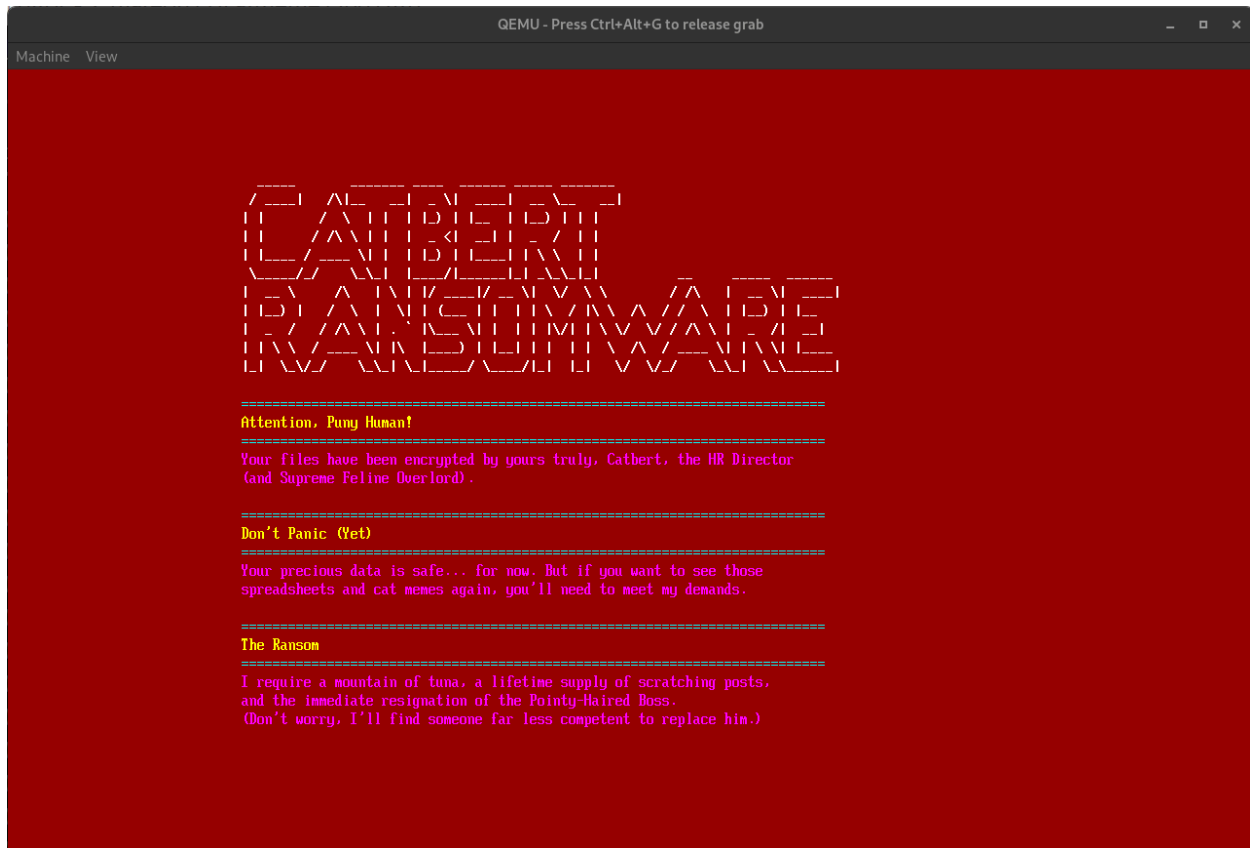 QEMU - Press Ctrl+Alt+G to release grab
Machine View
CATBERT
RANSOMWARE
===========================================================================
Attention, Puny Human!
===========================================================================
Your files have been encrypted by yours truly, Catbert, the HR Director
(and Supreme Feline Overlord).
===========================================================================
Don't Panic (Yet)
===========================================================================
Your precious data is safe... for now. But if you want to see those
spreadsheets and cat memes again, you'll need to meet my demands.
===========================================================================
The Ransom
===========================================================================
I require a mountain of tuna, a lifetime supply of scratching posts,
and the immediate resignation of the Pointy-Haired Boss.
(Don't worry, I'll find someone far less competent to replace him.)